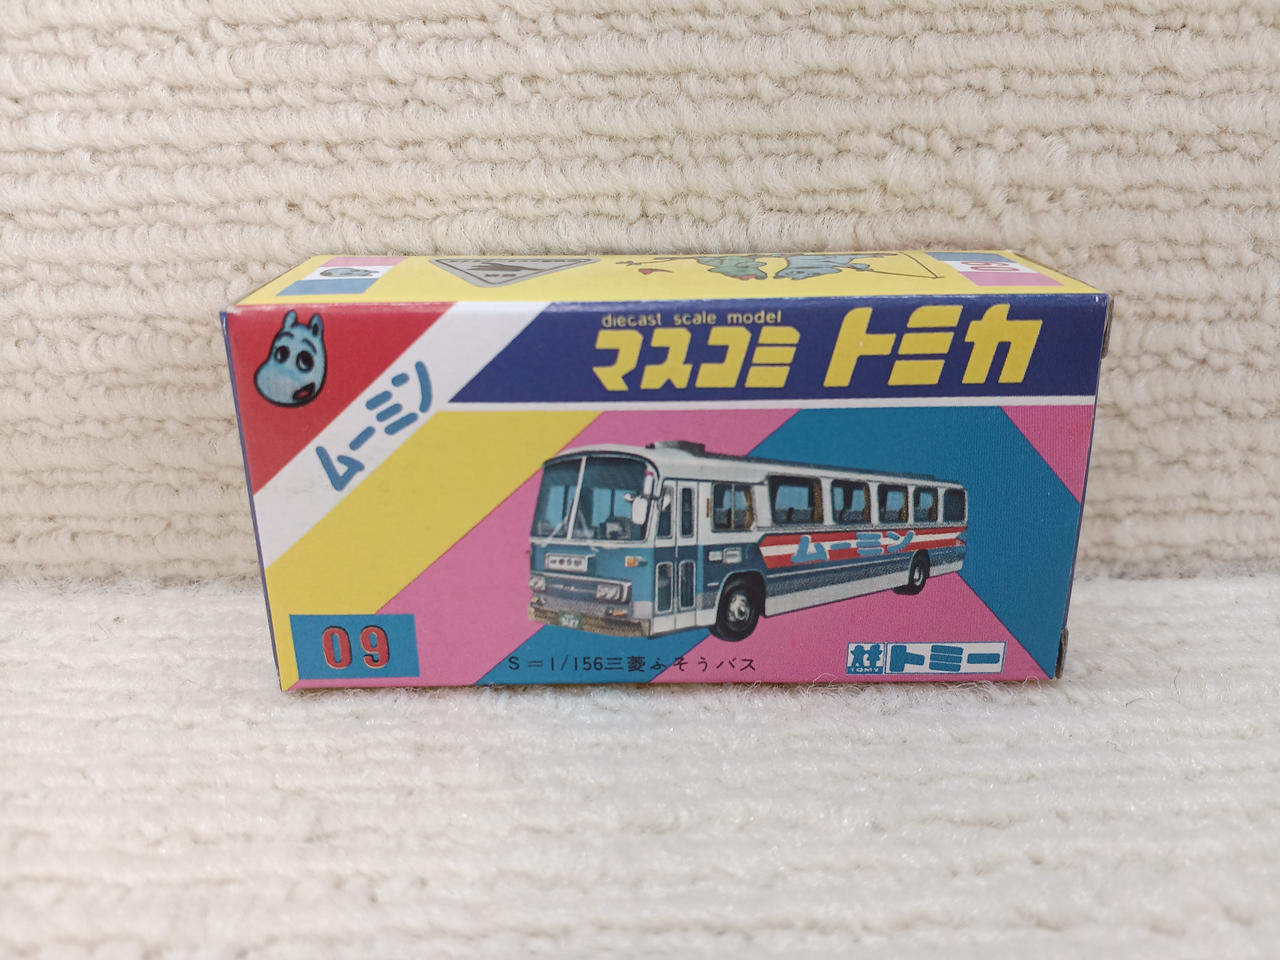 diecast scale model
マスコミ トミカ
ムーミン
ムーミン
09
S=1/156三菱ふそうバス
TOMY
トミー